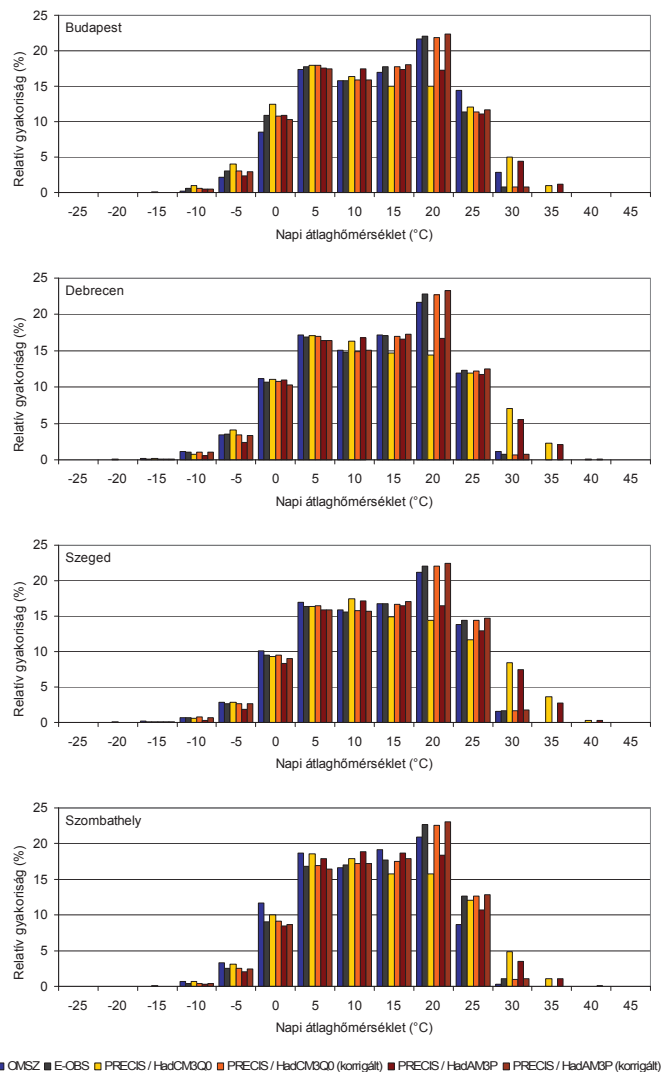 Budapest
Relatív gyakoriság (%)
25
20
15
10
5
0
-25 -20 -15 -10 -5 0 5 10 15 20 25 30 35 40 45
Napi átlaghőmérséklet (°C)
Debrecen
Relatív gyakoriság (%)
25
20
15
10
5
0
-25 -20 -15 -10 -5 0 5 10 15 20 25 30 35 40 45
Napi átlaghőmérséklet (°C)
Szeged
Relatív gyakoriság (%)
25
20
15
10
5
0
-25 -20 -15 -10 -5 0 5 10 15 20 25 30 35 40 45
Napi átlaghőmérséklet (°C)
Szombathely
Relatív gyakoriság (%)
25
20
15
10
5
0
-25 -20 -15 -10 -5 0 5 10 15 20 25 30 35 40 45
Napi átlaghőmérséklet (°C)
OMSZ E-OBS PRECIS / HadCM3Q0 PRECIS / HadCM3Q0 (korrigált) PRECIS / HadAM3P PRECIS / HadAM3P (korrigált)